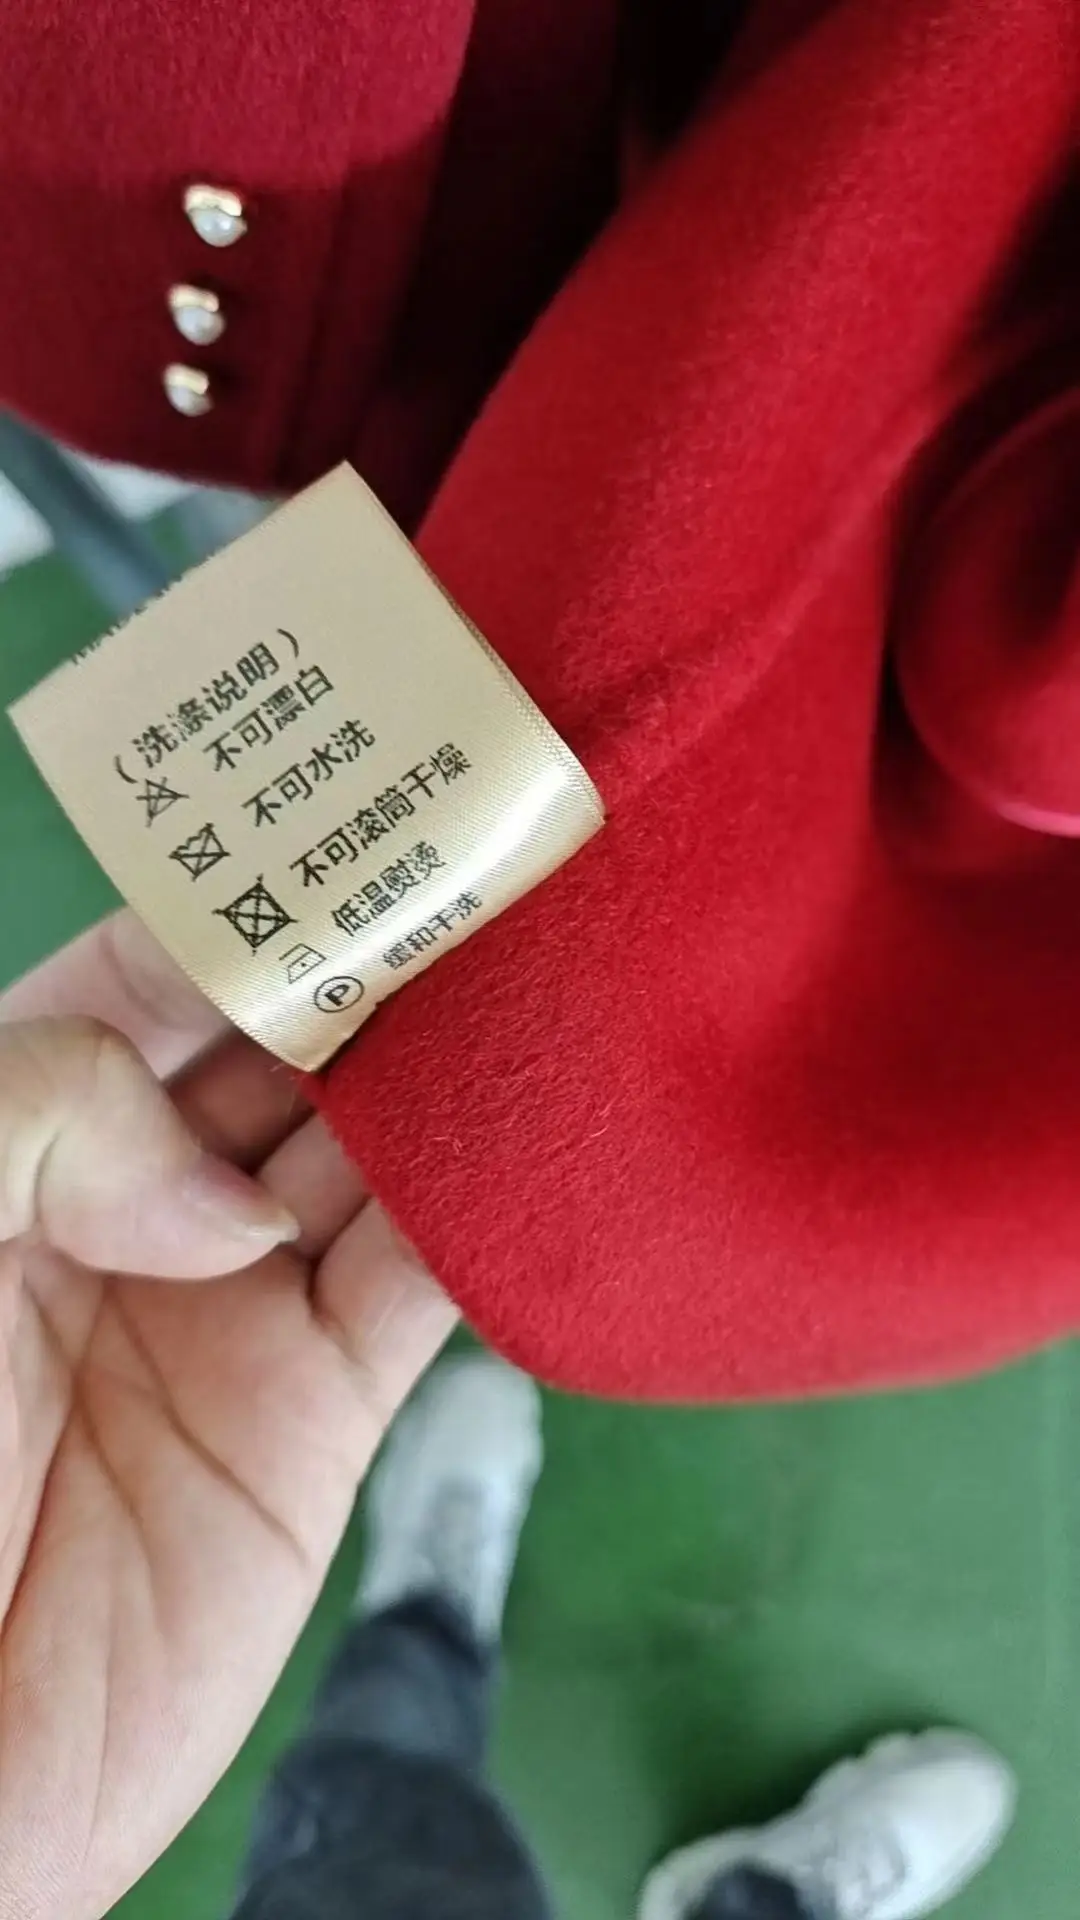 （洗涤说明）
不可漂白
不可水洗
不可滚筒干燥
低温熨烫
P 缓和干洗